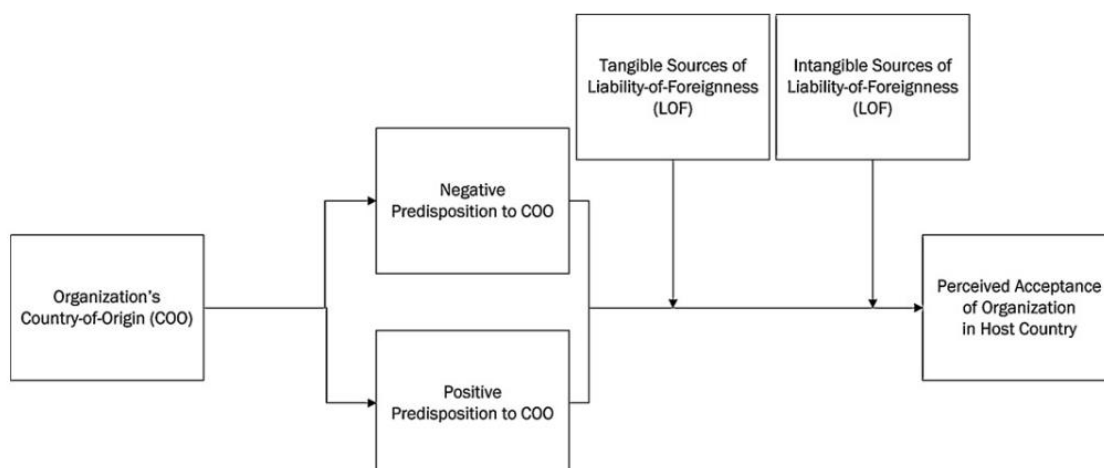 Tangible Sources of
Liability-of-Foreignness
(LOF)
Intangible Sources of
Liability-of-Foreignness
(LOF)
Negative
Predisposition to COO
Organization's
Country-of-Origin (COO)
Perceived Acceptance
of Organization
in Host Country
Positive
Predisposition to COO